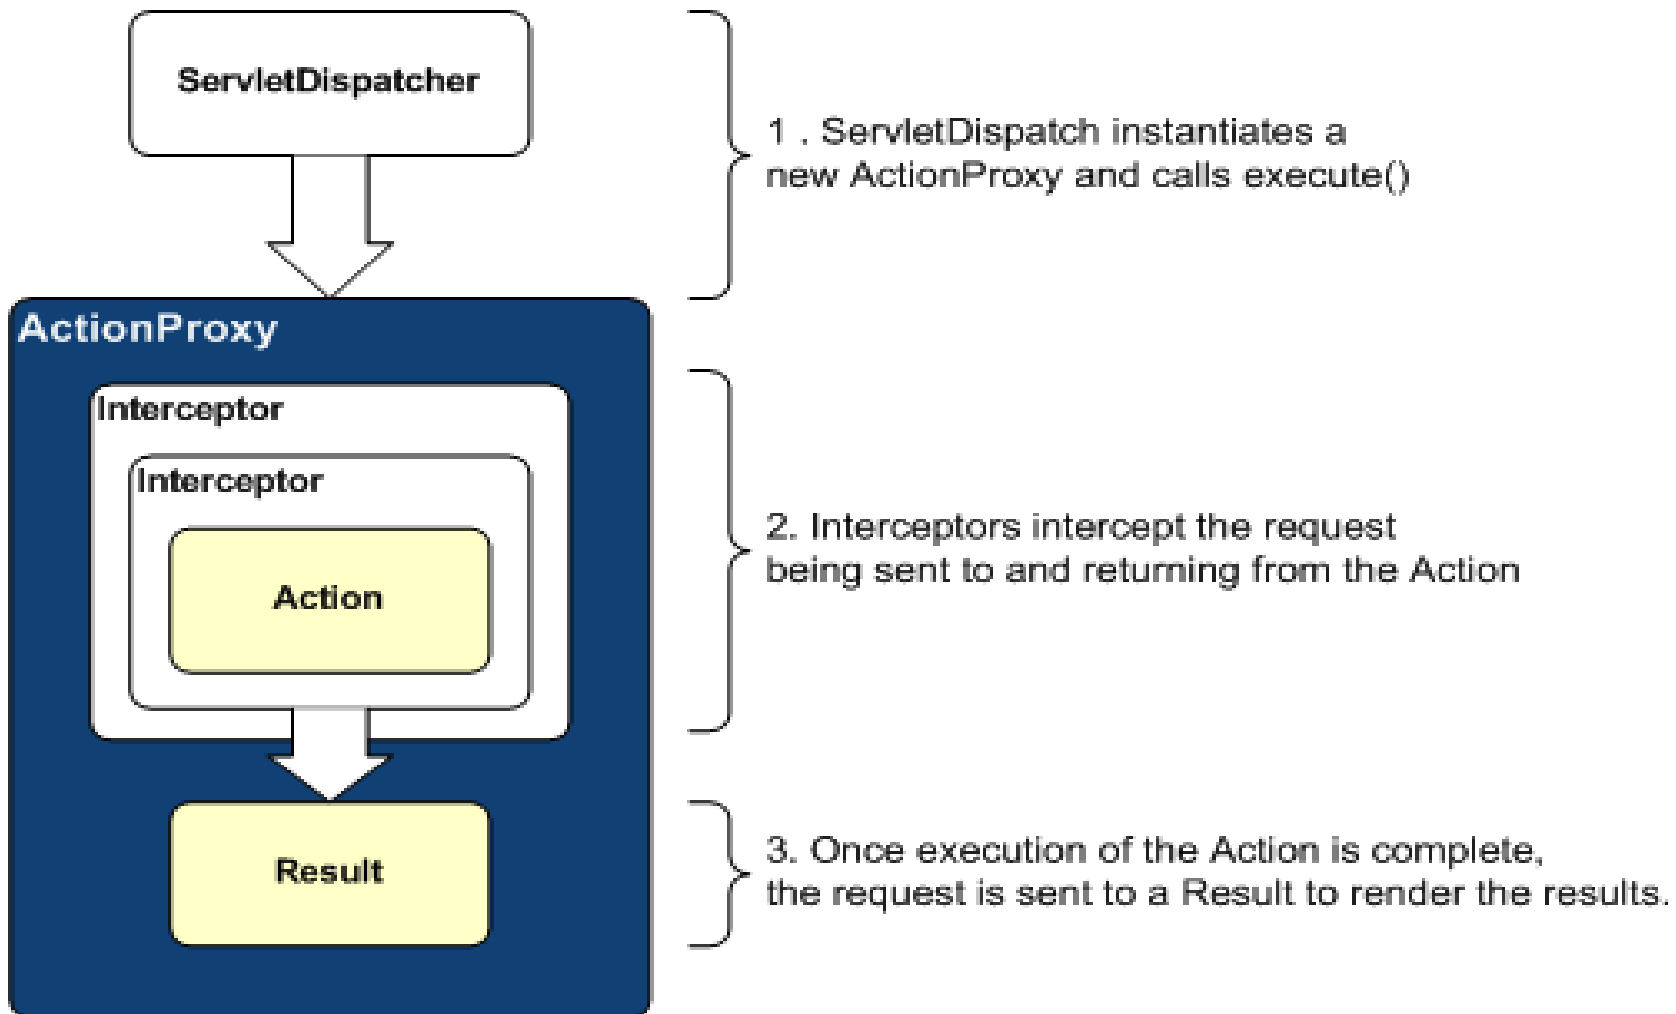 ServletDispatcher
1 . ServletDispatch instantiates a
new ActionProxy and calls execute()
ActionProxy
Interceptor
Interceptor
Action
2. Interceptors intercept the request
being sent to and returning from the Action
Result
3. Once execution of the Action is complete,
the request is sent to a Result to render the results.